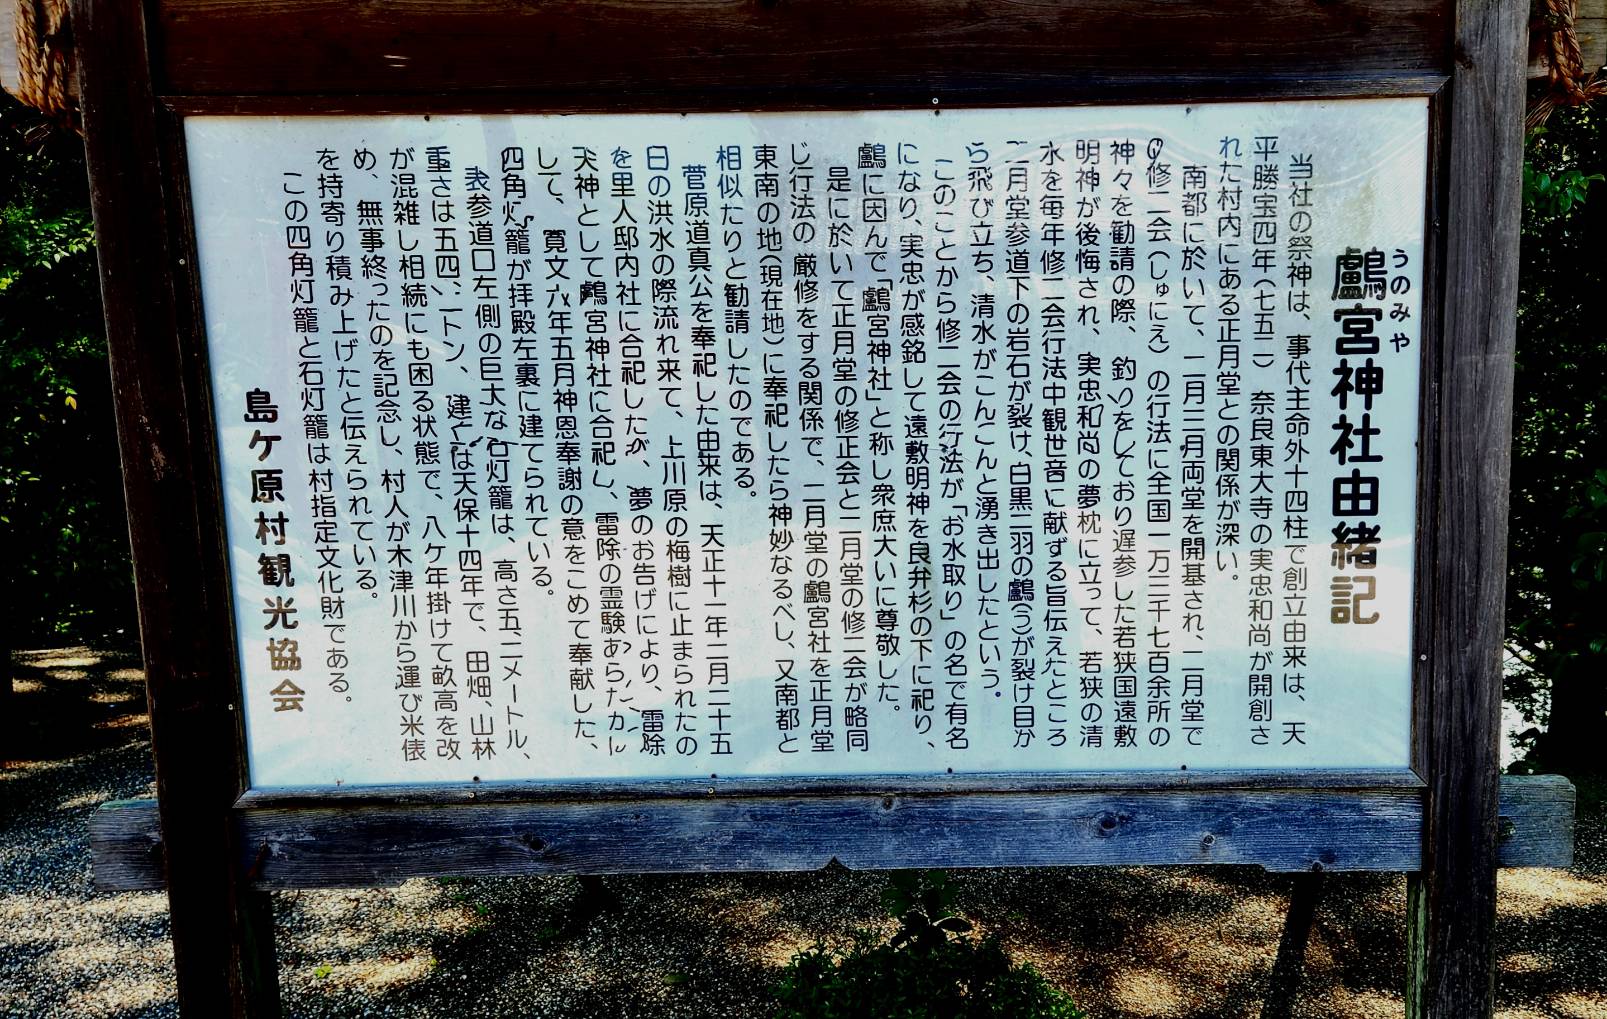 鸕宮神社由緒記
うのみや
当社の祭神は、事代主命外十四柱で創立由来は、天
平勝宝四年(七五二)奈良東大寺の実忠和尚が開創さ
れた村内にある正月堂との関係が深い。
南都に於いて、二月三月両堂を開基され、二月堂で
の修二会(しゅにえ)の行法に全国一万三千七百余所の
神々を勧請の際、釣りをしており遅参した若狭国遠敷
明神が後悔され、実忠和尚の夢枕に立って、若狭の清
水を毎年修二会行法中観世音に献ずる旨伝えたところ
二月堂参道下の岩石が裂け、白黒二羽の鸕(う)が裂け目か
ら飛び立ち、清水がこんこんと湧き出したという。
このことから修二会の行法が「お水取り」の名で有名
になり、実忠が感銘して遠敷明神を良弁杉の下に祀り、
鸕に因んで「鸕宮神社」と称し衆庶大いに尊敬した。
是に於いて正月堂の修正会と二月堂の修二会が略同
じ行法の厳修をする関係で、二月堂の鸕宮社を正月堂
東南の地(現在地)に奉祀したら神妙なるべし、又南都と
相似たりと勧請したのである。
菅原道真公を奉祀した由来は、天正十一年二月二十五
日の洪水の際流れ来て、上川原の梅樹に止まられたの
を里人邸内社に合祀したが、夢のお告げにより、雷除
天神として鸕宮神社に合祀し、雷除の霊験あらたかに
して、寛文六年五月神恩奉謝の意をこめて奉献した、
四角灯籠が拝殿左裏に建てられている。
表参道口左側の巨大な石灯籠は、高さ五、二メートル、
重さは五四、二トン、建立は天保十四年で、田畑、山林
が混雑し相続にも困る状態で、八ケ年掛けて畝高を改
め、無事終ったのを記念し、村人が木津川から運び米俵
を持寄り積み上げたと伝えられている。
この四角灯籠と石灯籠は村指定文化財である。
島ケ原村観光協会